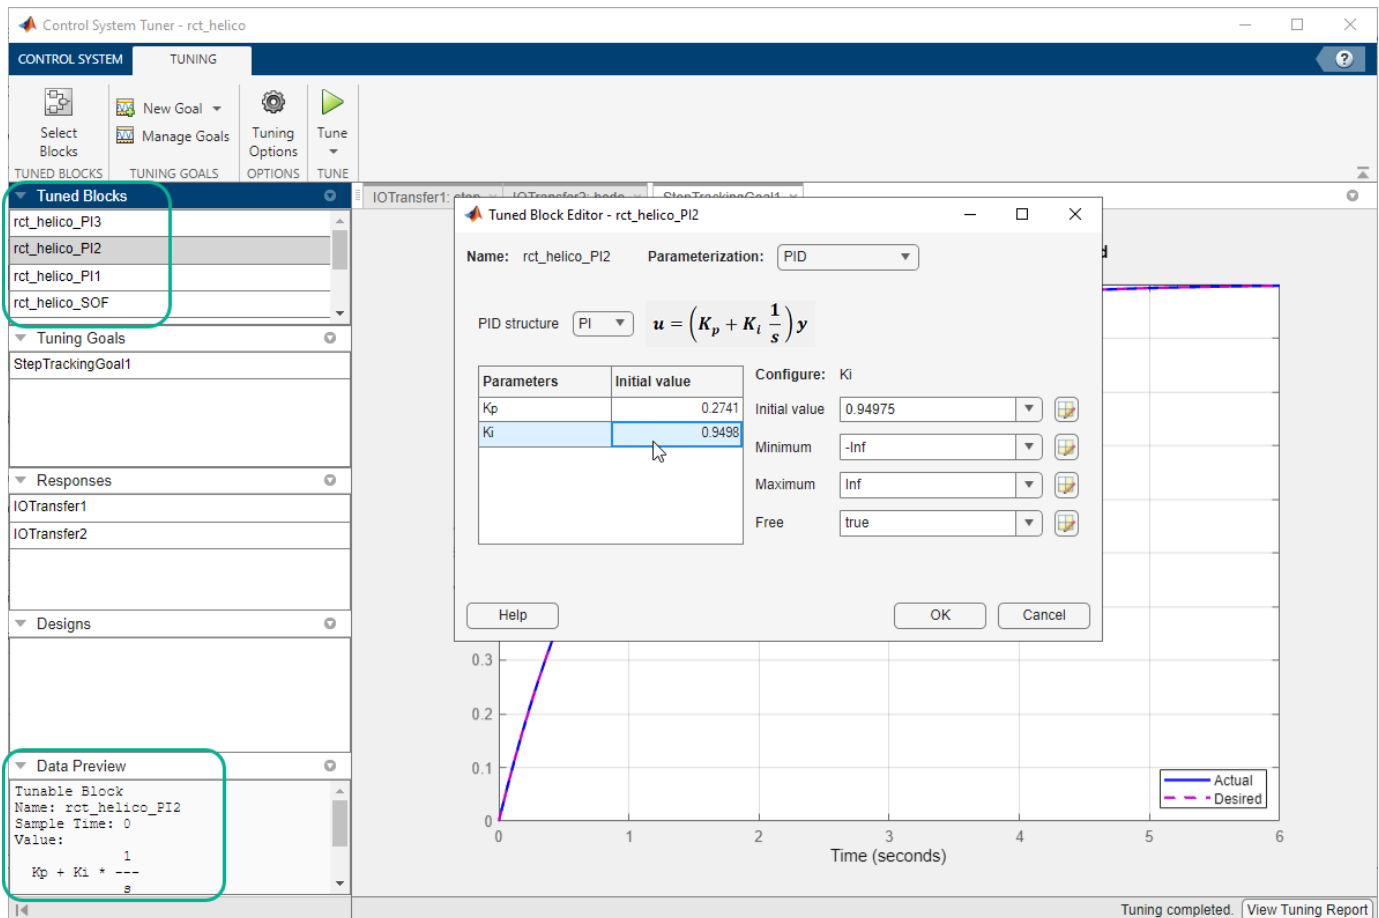 Control System Tuner - rct_helico
CONTROL SYSTEM
TUNING
?
Select
Blocks
New Goal
Manage Goals
Tuning
Options
Tune
TUNED BLOCKS
TUNING GOALS
OPTIONS
TUNE
Tuned Blocks
rct_helico_PI3
rct_helico_PI2
rct_helico_PI1
rct_helico_SOF
Tuning Goals
StepTrackingGoal1
Responses
IOTransfer1
IOTransfer2
Designs
Data Preview
Tunable Block
Name: rct_helico_PI2
Sample Time: 0
Value:
1
Kp + Ki * ---
s
IOTransfer1: step
IOTransfer2: bode
StepTrackingGoal1
Tuned Block Editor - rct_helico_PI2
Name: rct_helico_PI2 Parameterization: PID
PID structure PI u = (Kp + Ki 1/s) y
Parameters Initial value
Kp 0.2741
Ki 0.9498
Configure: Ki
Initial value 0.94975
Minimum -Inf
Maximum Inf
Free true
Help
OK
Cancel
d
0.3
0.2
0.1
0
0 1 2 3 4 5 6
Time (seconds)
Actual
Desired
Tuning completed. View Tuning Report